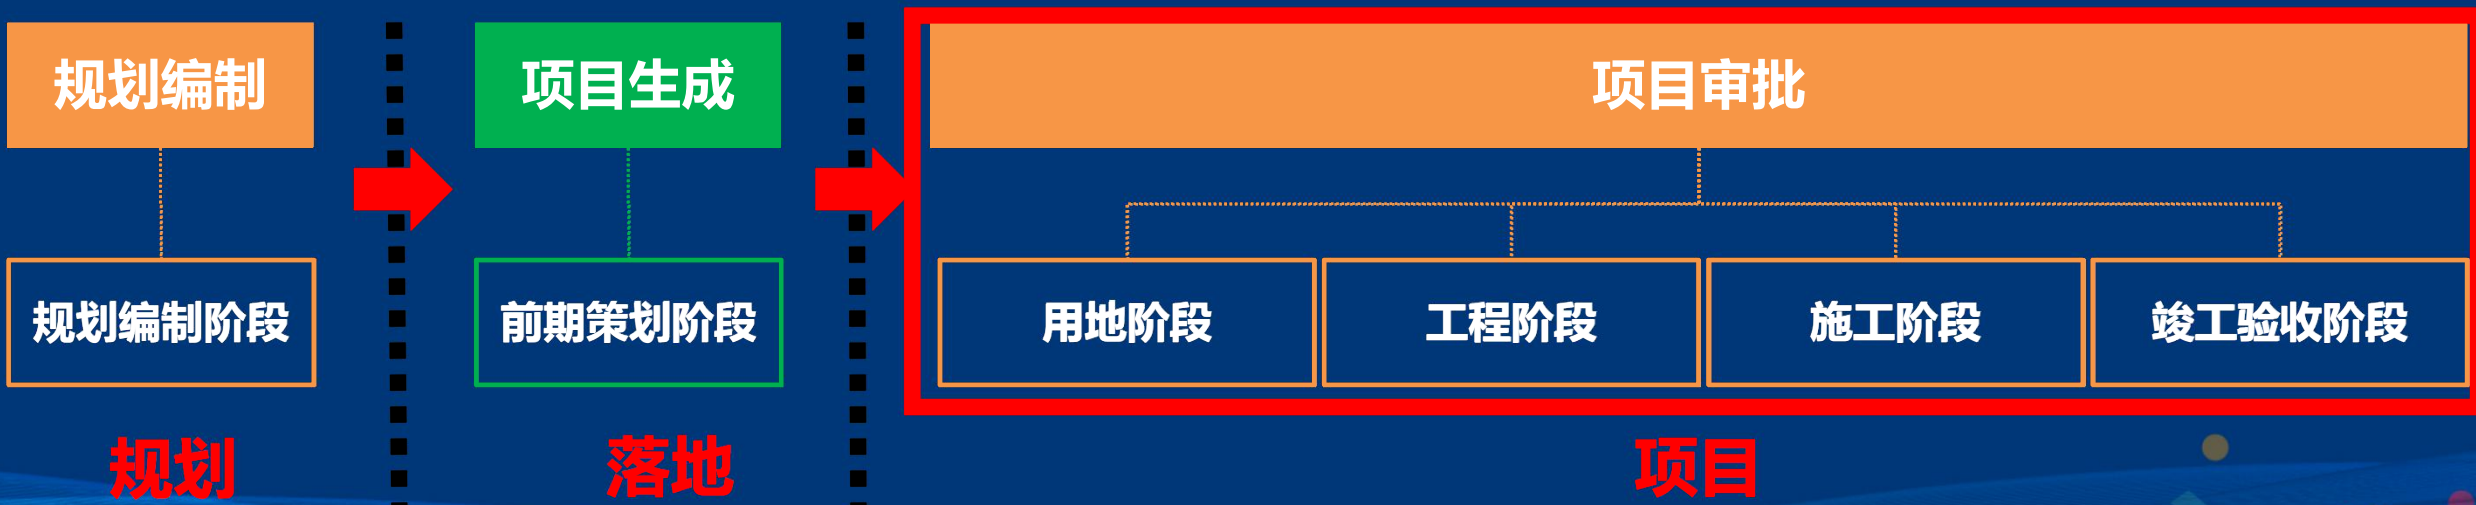 规划编制
项目生成
项目审批
规划编制阶段
前期策划阶段
用地阶段
工程阶段
施工阶段
竣工验收阶段
规划
落地
项目